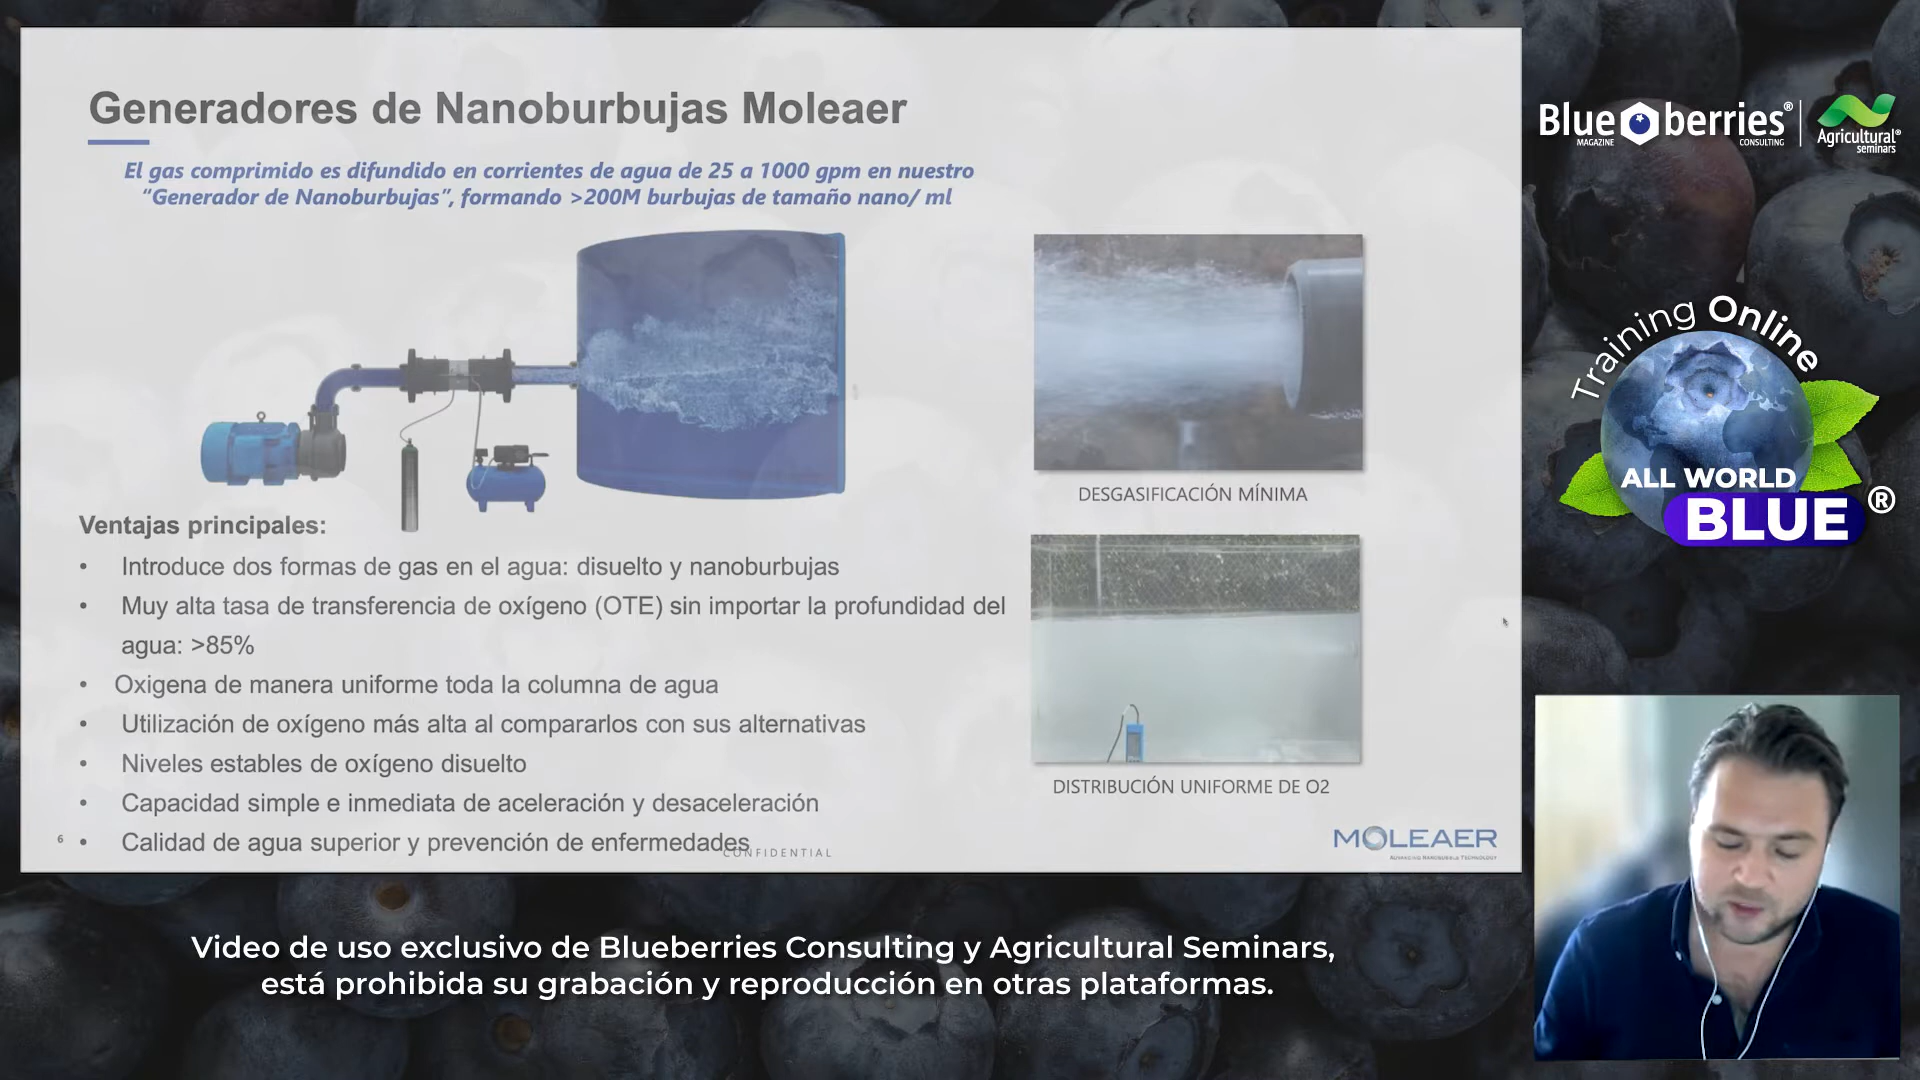 Generadores de Nanoburbujas Moleaer
El gas comprimido es difundido en corrientes de agua de 25 a 1000 gpm en nuestro
“Generador de Nanoburbujas”, formando >200M burbujas de tamaño nano/ ml
DESGASIFICACIÓN MÍNIMA
Ventajas principales:
• Introduce dos formas de gas en el agua: disuelto y nanoburbujas
• Muy alta tasa de transferencia de oxígeno (OTE) sin importar la profundidad del
agua: >85%
• Oxigena de manera uniforme toda la columna de agua
• Utilización de oxígeno más alta al compararlos con sus alternativas
• Niveles estables de oxígeno disuelto
• Capacidad simple e inmediata de aceleración y desaceleración
• Calidad de agua superior y prevención de enfermedades
DISTRIBUCIÓN UNIFORME DE O2
6
CONFIDENTIAL
MOLEAER
ADVANCING NANOBUBBLE TECHNOLOGY
Blueberries®
MAGAZINE
CONSULTING
Agricultural®
seminars
Training Online
ALL WORLD
BLUE®
Video de uso exclusivo de Blueberries Consulting y Agricultural Seminars,
está prohibida su grabación y reproducción en otras plataformas.